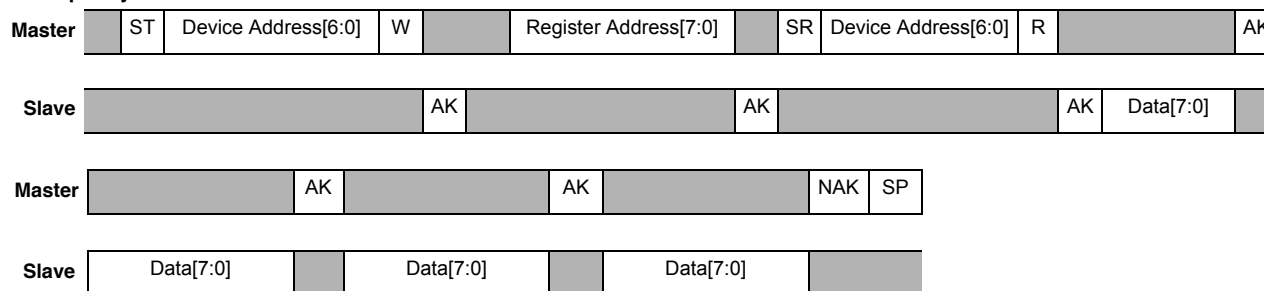 Master ST Device Address[6:0] W Register Address[7:0] SR Device Address[6:0] R AK
Slave AK AK AK Data[7:0]
Master AK AK NAK SP
Slave Data[7:0] Data[7:0] Data[7:0]